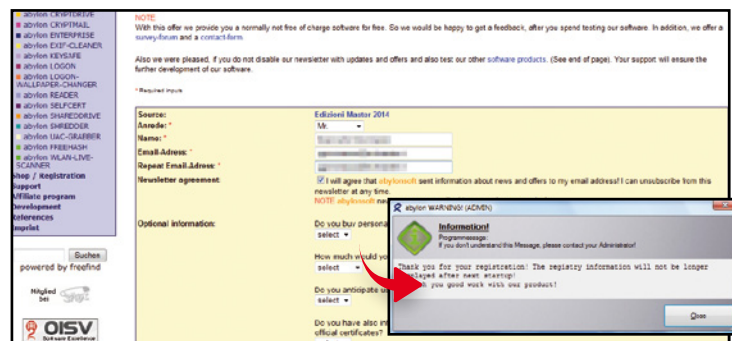 abylon CRYPTDRIVE
abylon CRYPTMAIL
abylon ENTERPRISE
abylon EXIF-CLEANER
abylon KEYSAFE
abylon LOGON
abylon LOGON-
WALLPAPER-CHANGER
abylon READER
abylon SELFCERT
abylon SHAREDDRIVE
abylon SHREDDER
abylon UAC-GRABBER
abylon FREEHASH
abylon WLAN-LIVE-
SCANNER
Shop / Registration
Support
Affiliate program
Development
References
Imprint
Suchen
powered by freefind
Mitglied
bei
OISV
Software Excellence
NOTE
With this offer we provide you a normally not free of charge software for free. So we would be happy to get a feedback, after you spend testing our software. In addition, we offer a
survey-forum and a contact-form.
Also we were pleased, if you do not disable our newsletter with updates and offers and also test our other software products. (See end of page). Your support will ensure the
further development of our software.
* Required inputs
Source: Edizioni Master 2014
Anrede: * Mr.
Name: *
Email-Adress: *
Repeat Email-Adress: *
Newsletter agreement: I will agree that abylonsoft sent information about news and offers to my email address! I can unsubscribe from this
newsletter at any time.
NOTE: abylonsoft
Optional information: Do you buy persona
select
How much would yo
select
Do you anticipate
select
Do you have also in
official certificates?
abylon WARNING! (ADMIN)
Information!
Programmessage:
If you don't understand this Message, please contact your Administrator!
Thank you for your registration! The registry information will not be longer
displayed after next startup!
you good work with our product!
Close